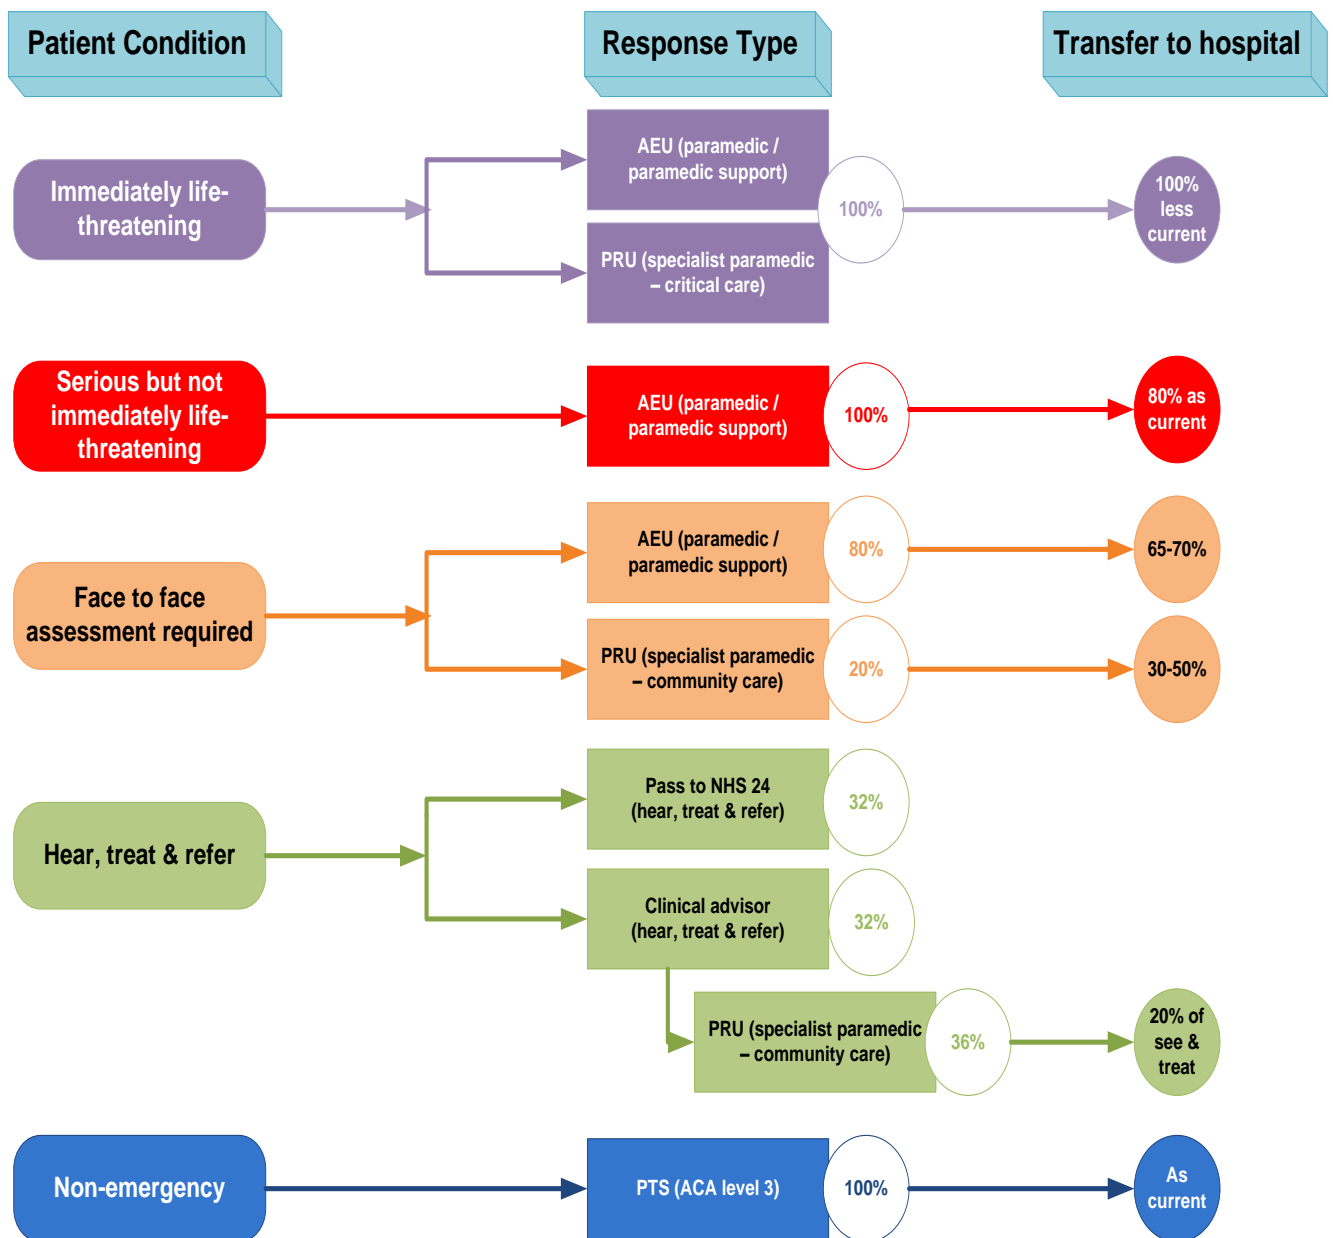 Patient Condition
Response Type
Transfer to hospital
Immediately life-
threatening
AEU (paramedic /
paramedic support)
PRU (specialist paramedic
– critical care)
100%
100%
less
current
Serious but not
immediately life-
threatening
AEU (paramedic /
paramedic support)
100%
80% as
current
Face to face
assessment required
AEU (paramedic /
paramedic support)
80%
65-70%
PRU (specialist paramedic
– community care)
20%
30-50%
Hear, treat & refer
Pass to NHS 24
(hear, treat & refer)
32%
Clinical advisor
(hear, treat & refer)
32%
PRU (specialist paramedic
– community care)
36%
20% of
see &
treat
Non-emergency
PTS (ACA level 3)
100%
As
current